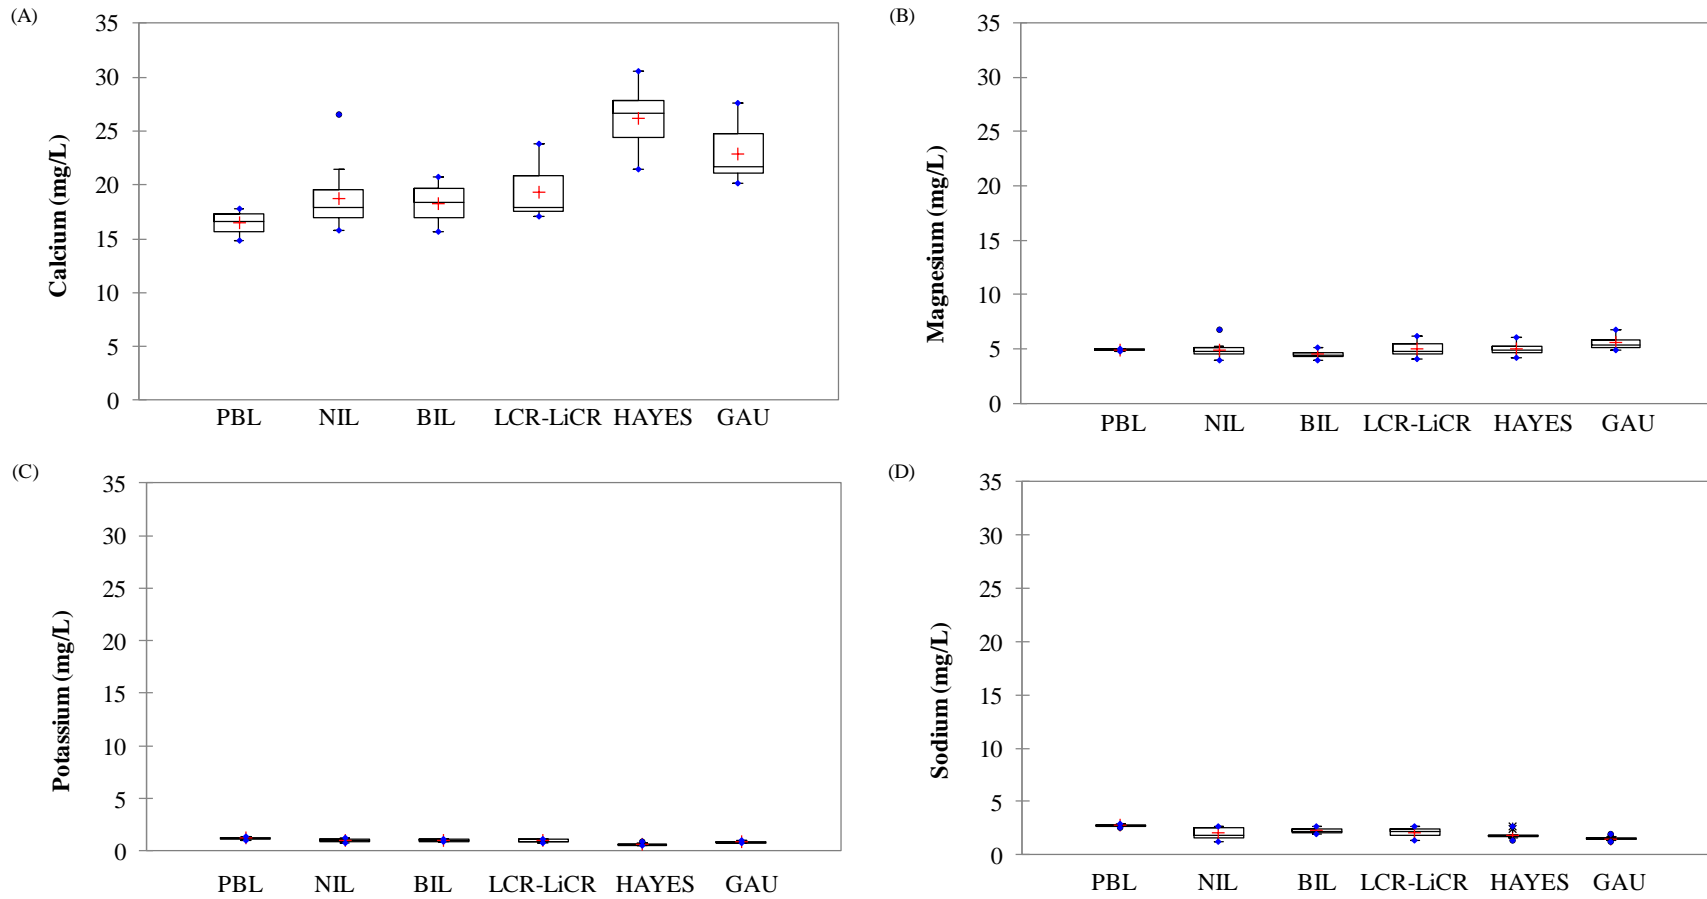 (A)
35
30
25
20
15
10
5
0
Calcium (mg/L)
PBL NIL BIL LCR-LiCR HAYES GAU
(B)
35
30
25
20
15
10
5
0
Magnesium (mg/L)
PBL NIL BIL LCR-LiCR HAYES GAU
(C)
35
30
25
20
15
10
5
0
Potassium (mg/L)
PBL NIL BIL LCR-LiCR HAYES GAU
(D)
35
30
25
20
15
10
5
0
Sodium (mg/L)
PBL NIL BIL LCR-LiCR HAYES GAU